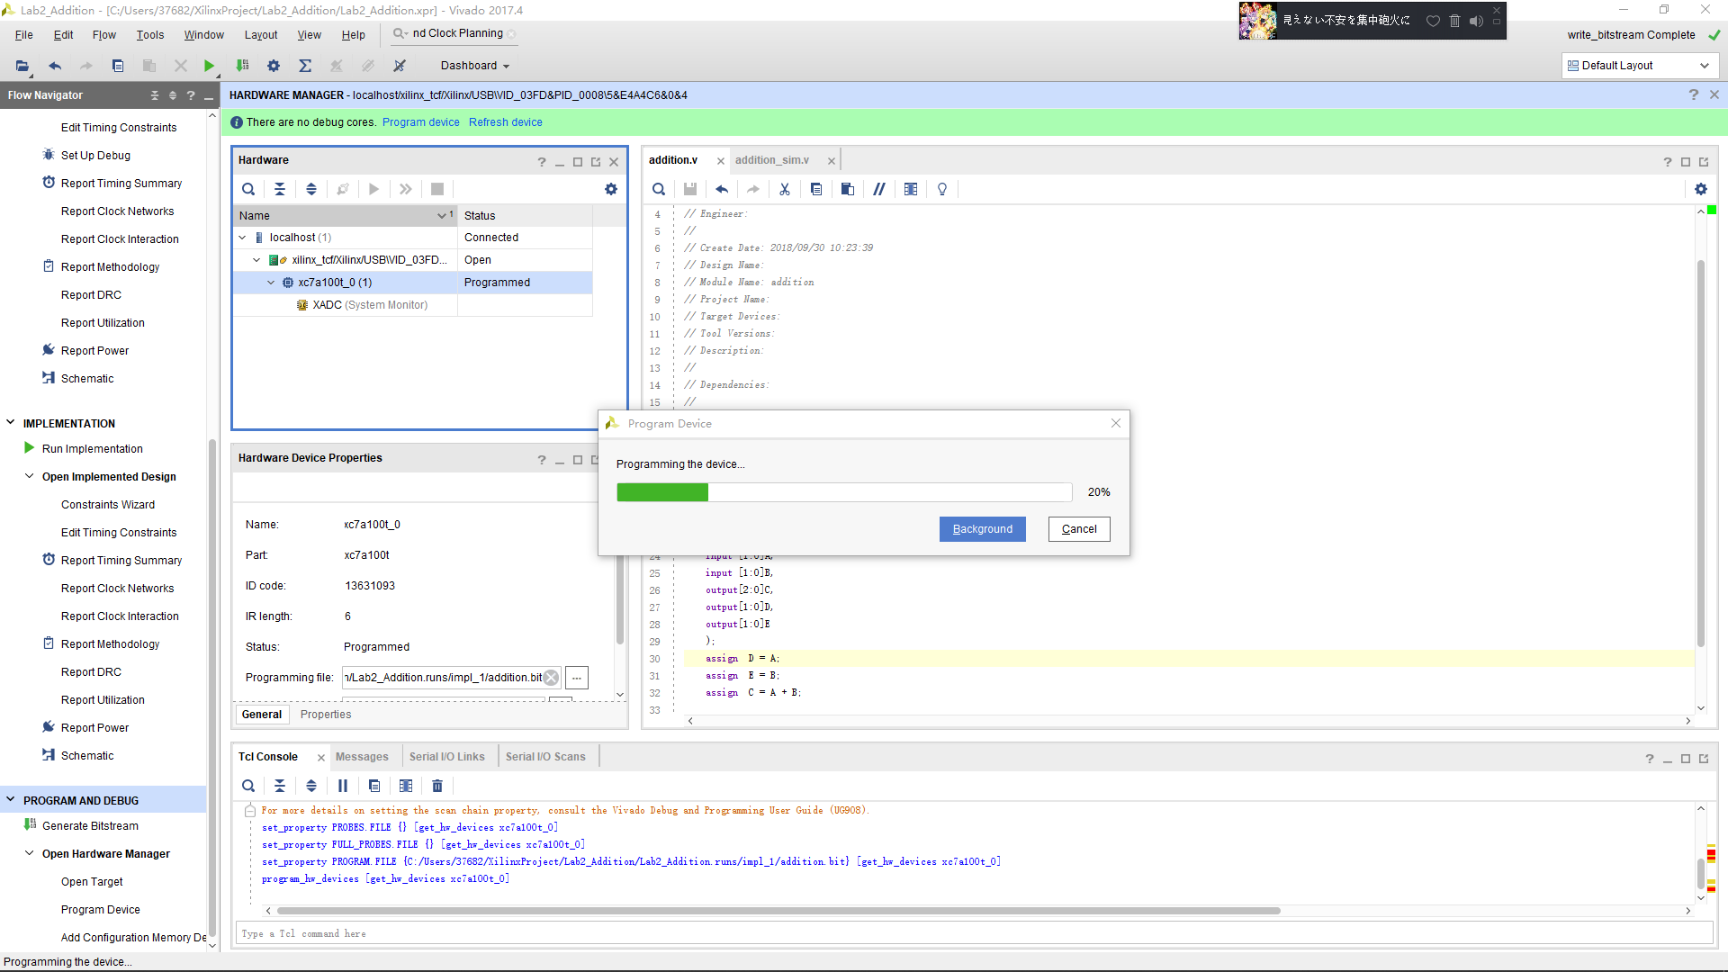 Lab2_Addition - [C:/Users/37682/XilinxProject/Lab2_Addition/Lab2_Addition.xpr] - Vivado 2017.4
見えない不安を集中砲火に
File Edit Flow Tools Window Layout View Help
nd Clock Planning
write_bitstream Complete
Dashboard
Default Layout
Flow Navigator
Edit Timing Constraints
Set Up Debug
Report Timing Summary
Report Clock Networks
Report Clock Interaction
Report Methodology
Report DRC
Report Utilization
Report Power
Schematic
IMPLEMENTATION
Run Implementation
Open Implemented Design
Constraints Wizard
Edit Timing Constraints
Report Timing Summary
Report Clock Networks
Report Clock Interaction
Report Methodology
Report DRC
Report Utilization
Report Power
Schematic
PROGRAM AND DEBUG
Generate Bitstream
Open Hardware Manager
Open Target
Program Device
Add Configuration Memory De
HARDWARE MANAGER - localhost/xilinx_tcf/Xilinx/USB\VID_03FD&PID_0008\5&E4A4C6&0&4
There are no debug cores. Program device Refresh device
Hardware
Name 1 Status
localhost (1) Connected
xilinx_tcf/Xilinx/USB\VID_03FD... Open
xc7a100t_0 (1) Programmed
XADC (System Monitor)
Hardware Device Properties
Name: xc7a100t_0
Part: xc7a100t
ID code: 13631093
IR length: 6
Status: Programmed
Programming file: n/Lab2_Addition.runs/impl_1/addition.bit ...
General Properties
addition.v addition_sim.v
4 // Engineer:
5 //
6 // Create Date: 2018/09/30 10:23:39
7 // Design Name:
8 // Module Name: addition
9 // Project Name:
10 // Target Devices:
11 // Tool Versions:
12 // Description:
13 //
14 // Dependencies:
15 //
Program Device
Programming the device...
20%
Background Cancel
24 input [1:0]A,
25 input [1:0]B,
26 output[2:0]C,
27 output[1:0]D,
28 output[1:0]E
29 );
30 assign D = A;
31 assign E = B;
32 assign C = A + B;
33
Tcl Console Messages Serial I/O Links Serial I/O Scans
For more details on setting the scan chain property, consult the Vivado Debug and Programming User Guide (UG908).
set_property PROBES.FILE {} [get_hw_devices xc7a100t_0]
set_property FULL_PROBES.FILE {} [get_hw_devices xc7a100t_0]
set_property PROGRAM.FILE {C:/Users/37682/XilinxProject/Lab2_Addition/Lab2_Addition.runs/impl_1/addition.bit} [get_hw_devices xc7a100t_0]
program_hw_devices [get_hw_devices xc7a100t_0]
Type a Tcl command here
Programming the device...